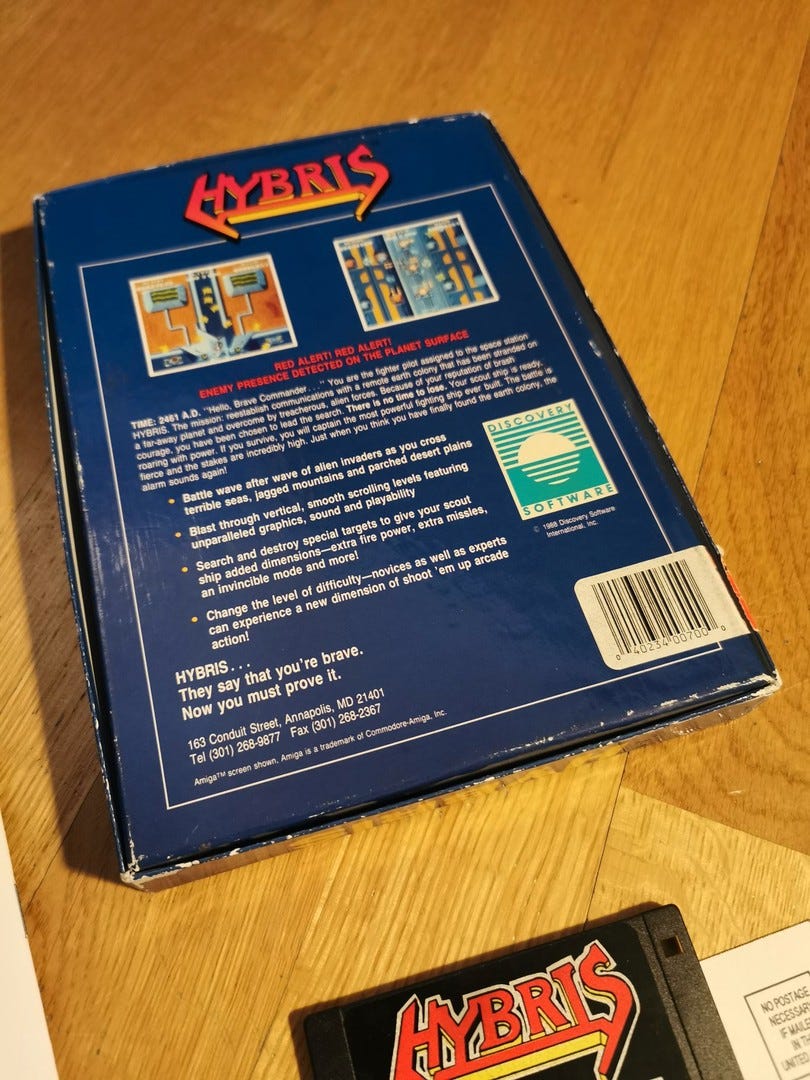 HYBRIS
RED ALERT! RED ALERT!
ENEMY PRESENCE DETECTED ON THE PLANET SURFACE
TIME: 2461 A.D. "Hello, Brave Commander. . ." You are the fighter pilot assigned to the space station
HYBRIS. The mission: reestablish communications with a remote earth colony that has been stranded on
a far-away planet and overcome by treacherous, alien forces. Because of your reputation of brash
courage, you have been chosen to lead the search. There is no time to lose. Your scout ship is ready,
roaring with power. If you survive, you will captain the most powerful fighting ship ever built. The battle is
fierce and the stakes are incredibly high. Just when you think you have finally found the earth colony, the
alarm sounds again!
• Battle wave after wave of alien invaders as you cross
terrible seas, jagged mountains and parched desert plains
• Blast through vertical, smooth scrolling levels featuring
unparalleled graphics, sound and playability
• Search and destroy special targets to give your scout
ship added dimensions—extra fire power, extra missles,
an invincible mode and more!
• Change the level of difficulty—novices as well as experts
can experience a new dimension of shoot 'em up arcade
action!
DISCOVERY
SOFTWARE
© 1988 Discovery Software
International, Inc.
HYBRIS . . .
They say that you're brave.
Now you must prove it.
163 Conduit Street, Annapolis, MD 21401
Tel (301) 268-9877 Fax (301) 268-2367
Amiga™ screen shown. Amiga is a trademark of Commodore-Amiga. Inc.
0 40234 00700 0
HYBRIS
NO POSTAGE
NECESSARY
IF MAILED
IN TH
UNITED